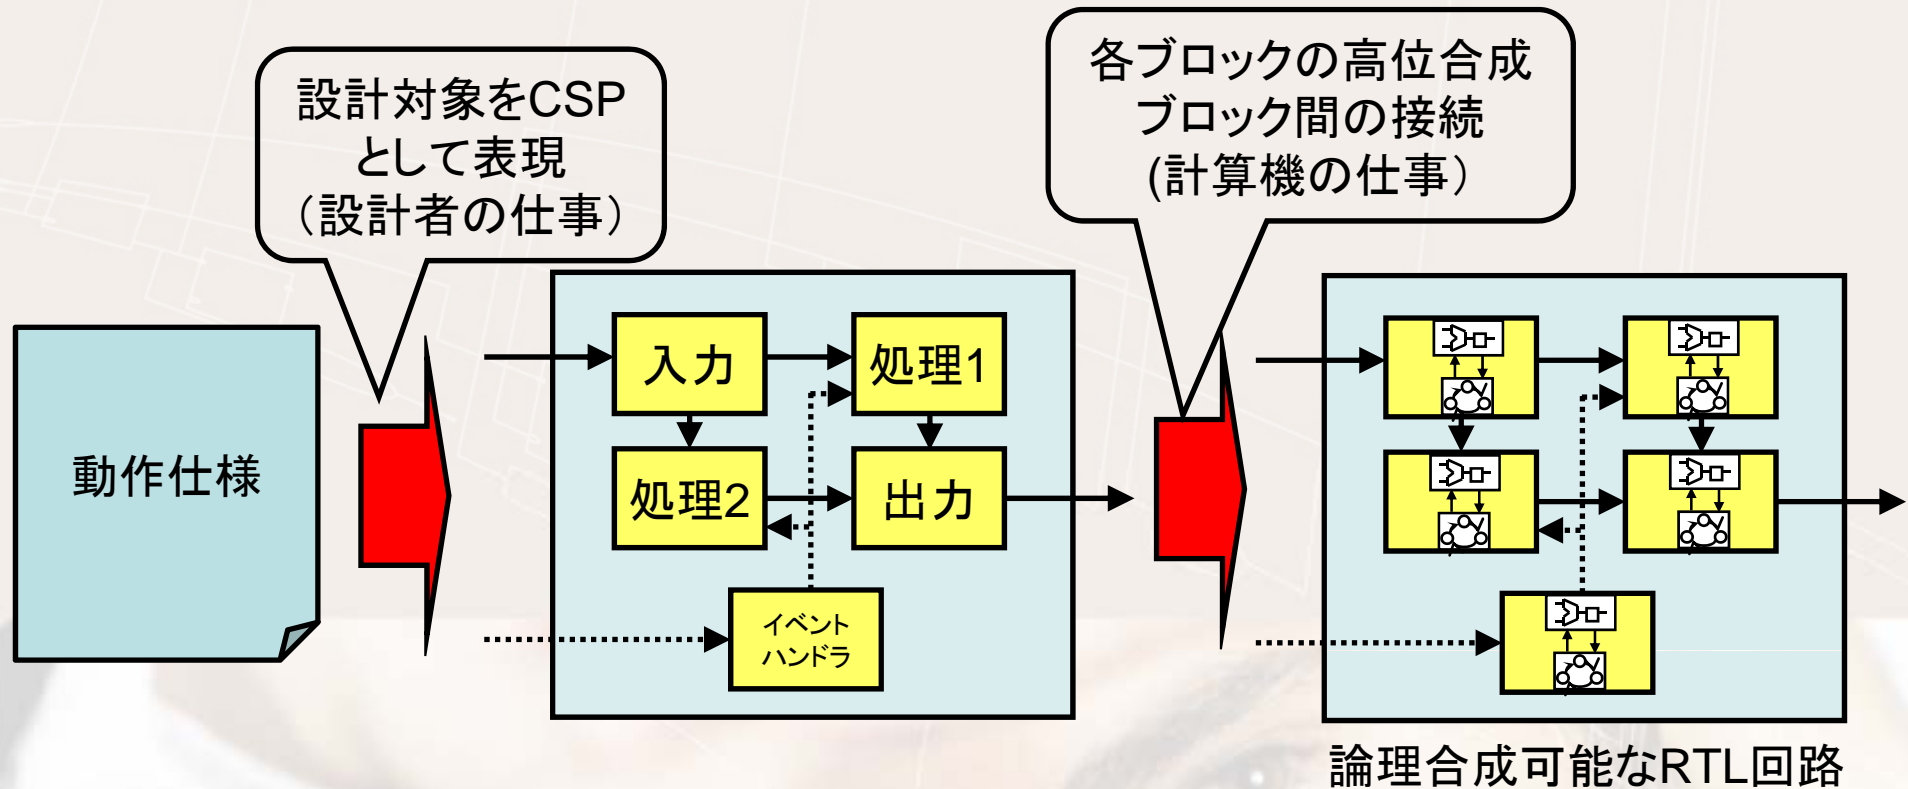 設計対象をCSP
として表現
（設計者の仕事）
各ブロックの高位合成
ブロック間の接続
(計算機の仕事）
動作仕様
入力
処理1
処理2
出力
イベント
ハンドラ
論理合成可能なRTL回路